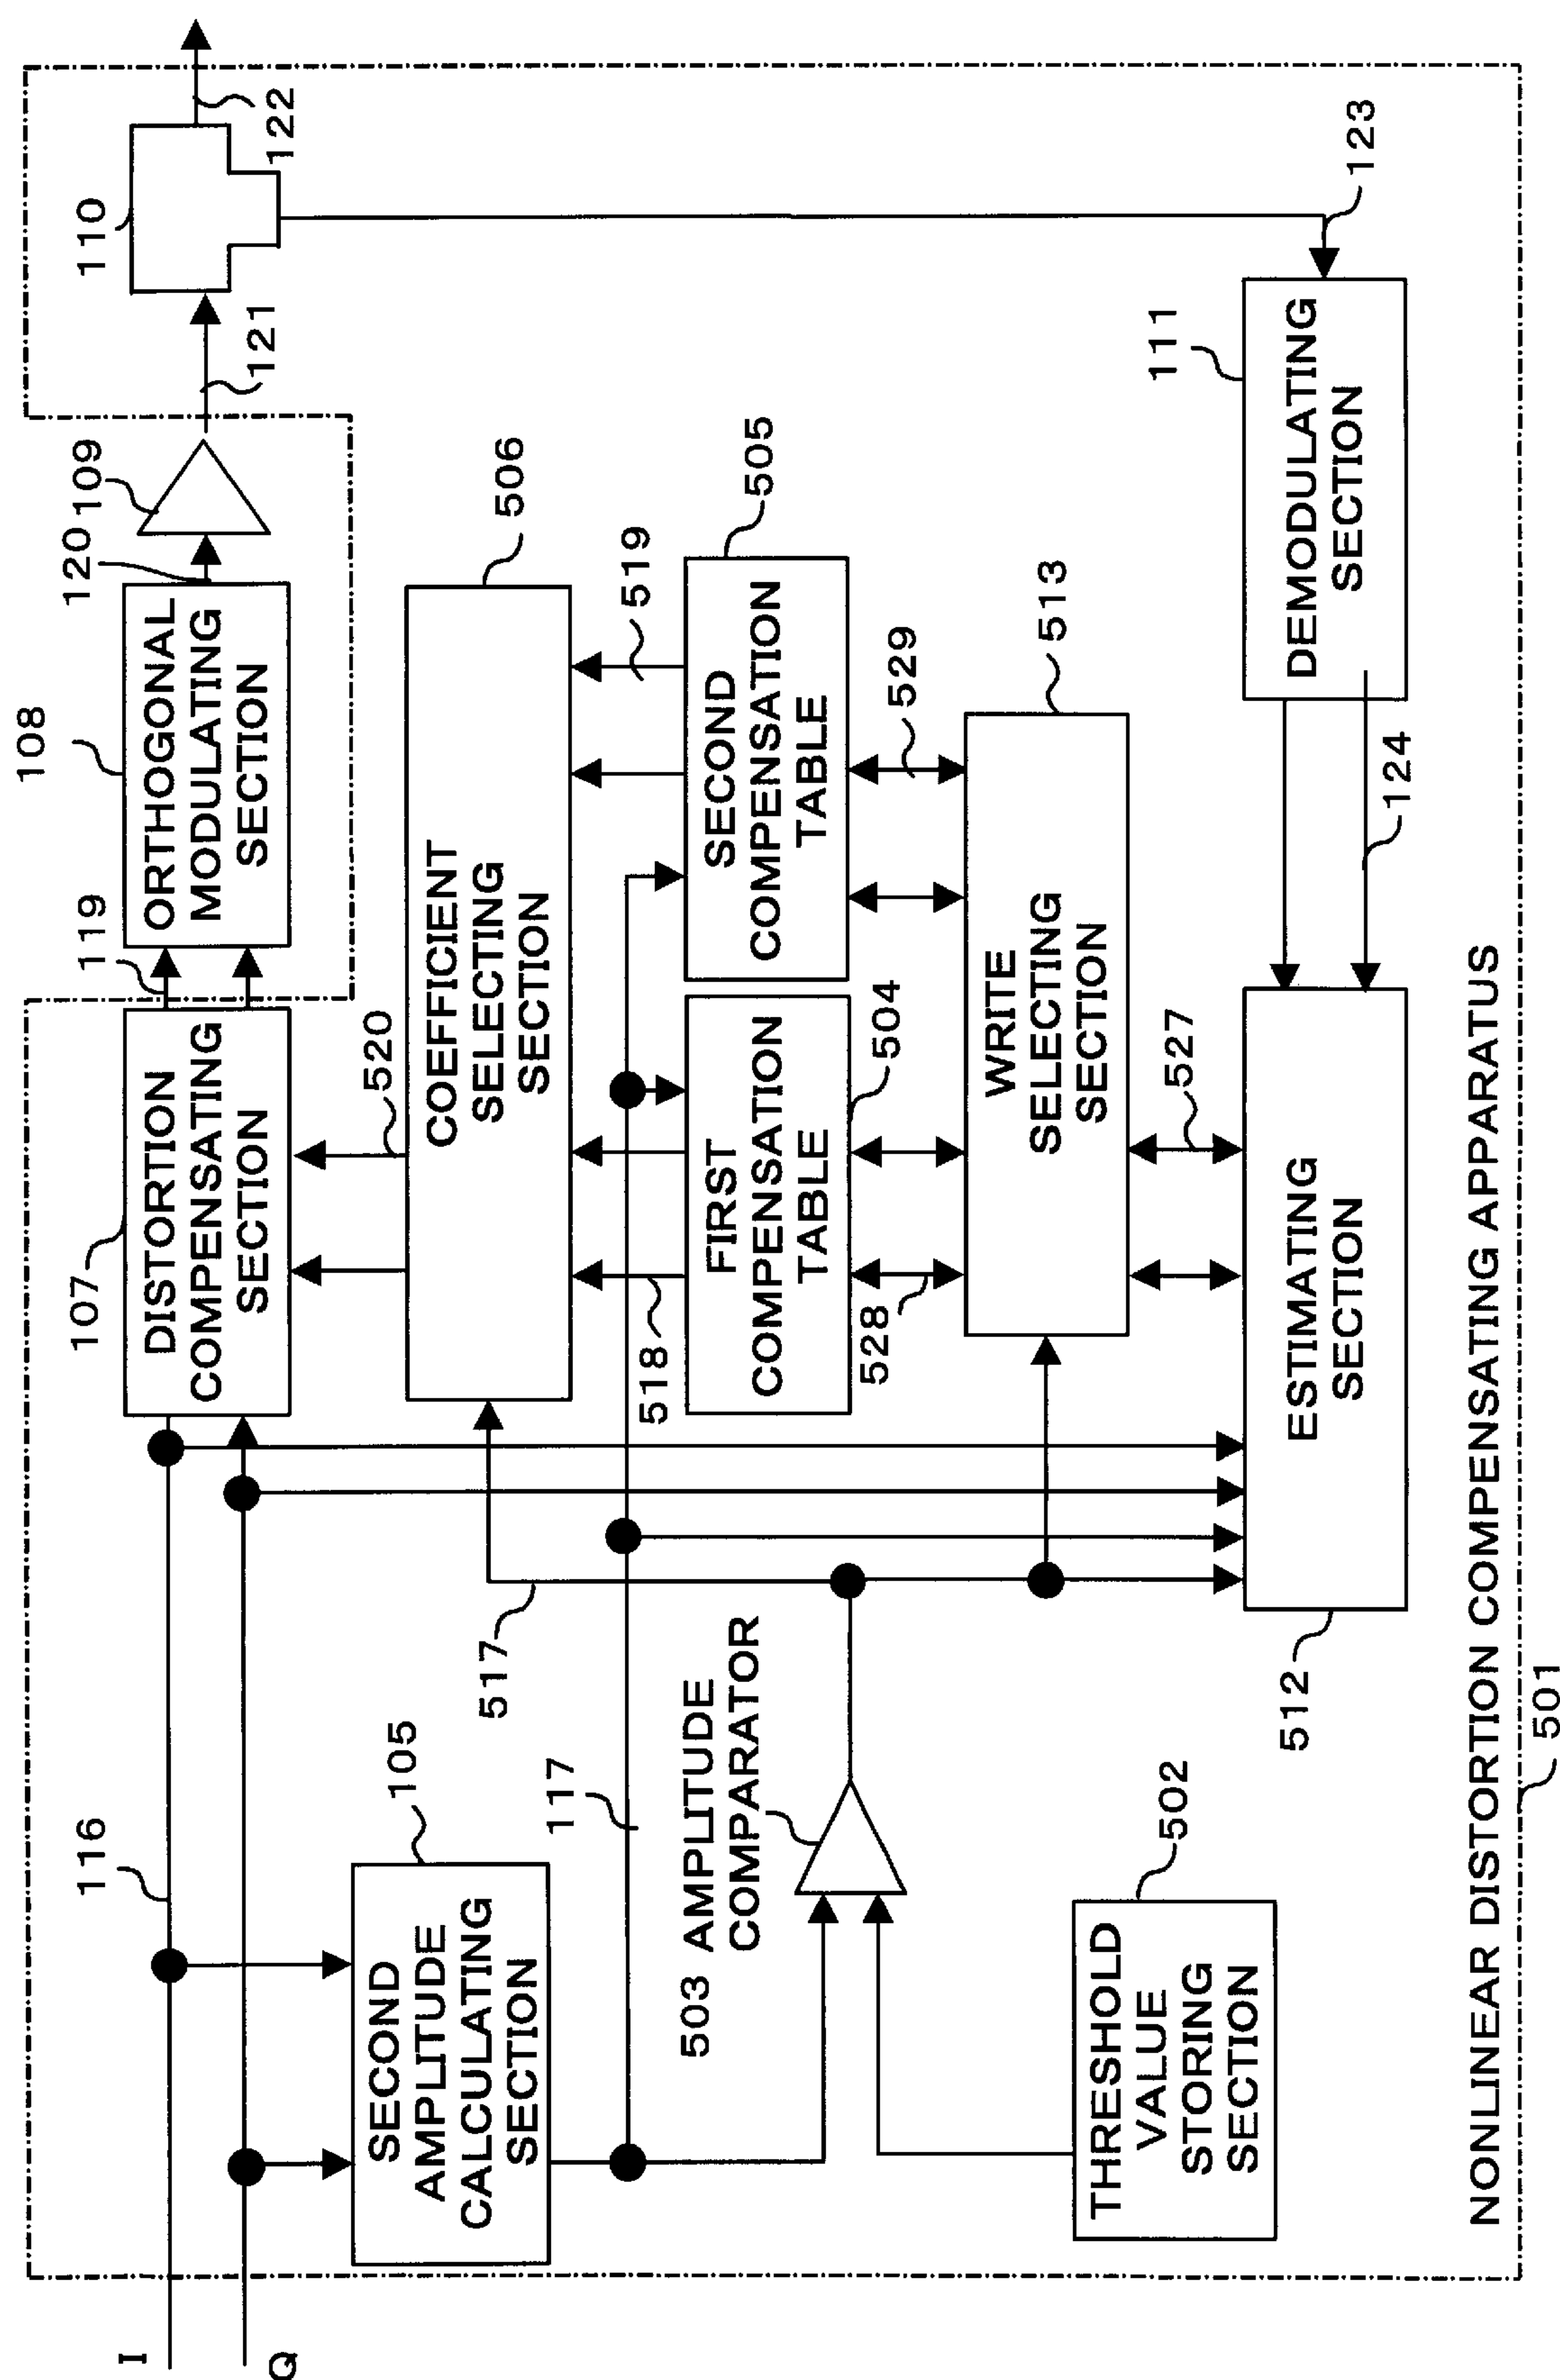 I
Q
116
SECOND
AMPLITUDE
CALCULATING
SECTION
105
117
503 AMPLITUDE
COMPARATOR
THRESHOLD
VALUE
STORING
SECTION
502
517
107
DISTORTION
COMPENSATING
SECTION
119
108
ORTHOGONAL
MODULATING
SECTION
120
109
121
110
122
520
COEFFICIENT
SELECTING
SECTION
506
518
519
FIRST
COMPENSATION
TABLE
504
SECOND
COMPENSATION
TABLE
505
528
529
WRITE
SELECTING
SECTION
513
527
ESTIMATING
SECTION
512
124
DEMODULATING
SECTION
111
123
NONLINEAR DISTORTION COMPENSATING APPARATUS
501